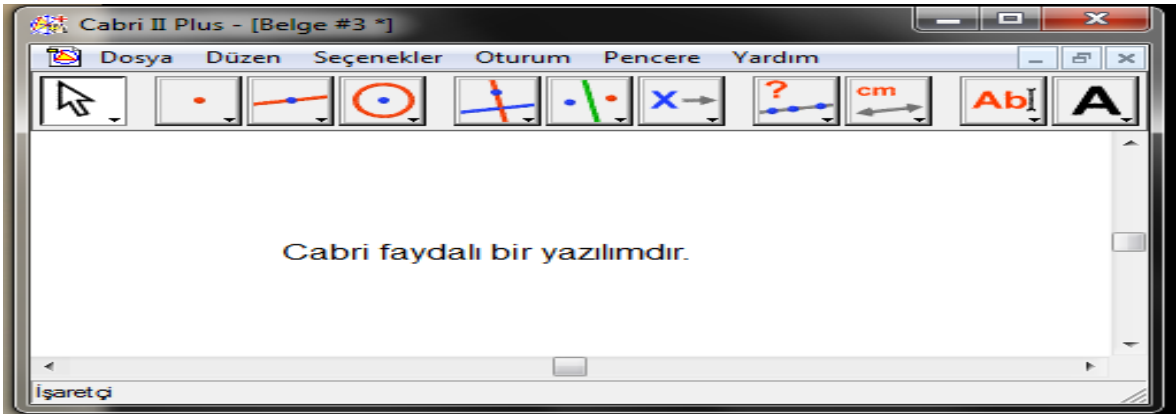 Cabri II Plus - [Belge #3 *]
Dosya Düzen Seçenekler Oturum Pencere Yardım
X ? cm Ab A
Cabri faydalı bir yazılımdır.
İşaretçi